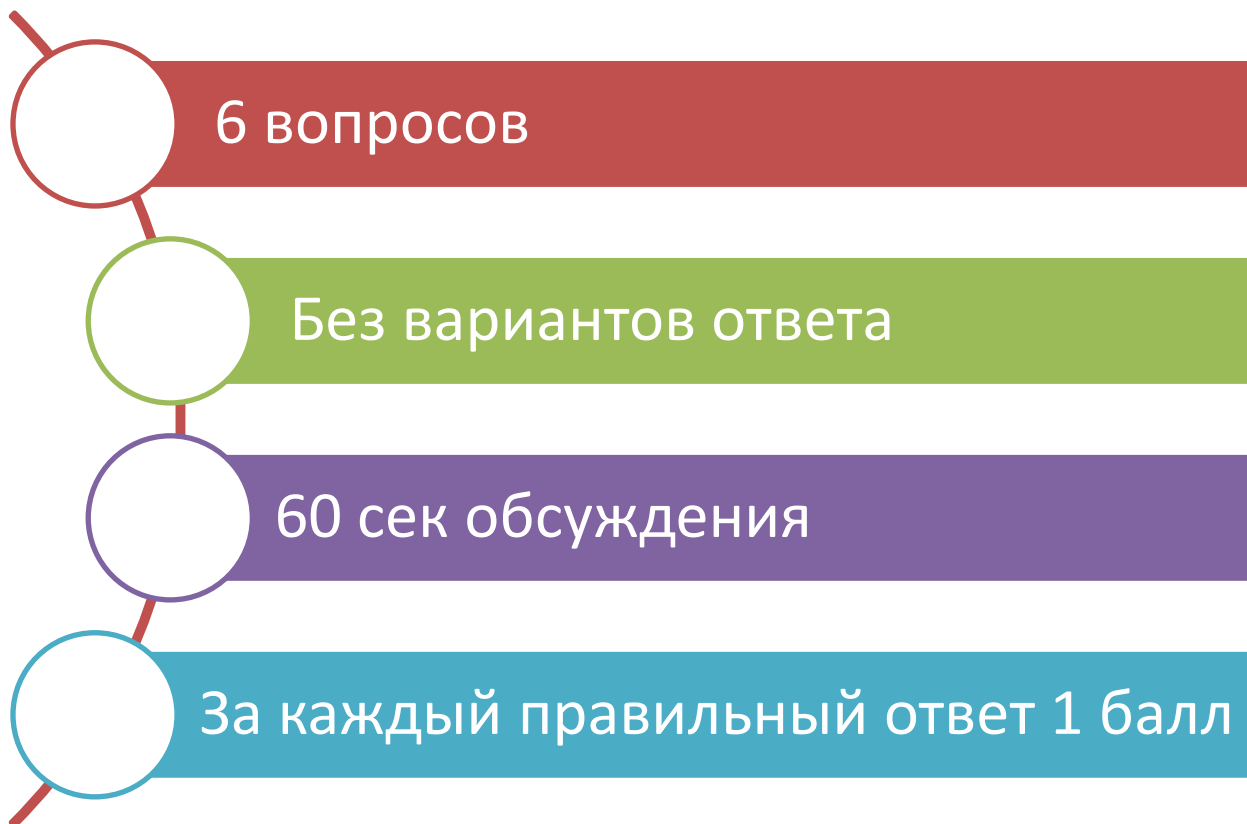 6 вопросов
Без вариантов ответа
60 сек обсуждения
За каждый правильный ответ 1 балл